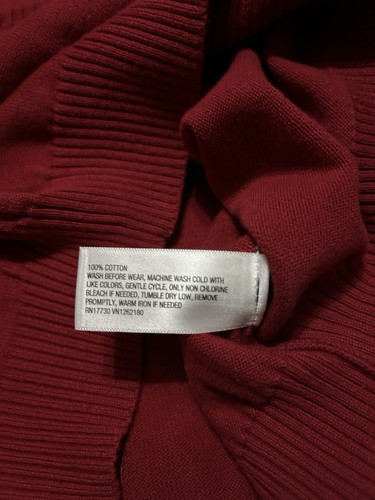 100% COTTON
WASH BEFORE WEAR, MACHINE WASH COLD WITH
LIKE COLORS, GENTLE CYCLE, ONLY NON CHLORINE
BLEACH IF NEEDED, TUMBLE DRY LOW, REMOVE
PROMPTLY, WARM IRON IF NEEDED
RN17730 VN1262180